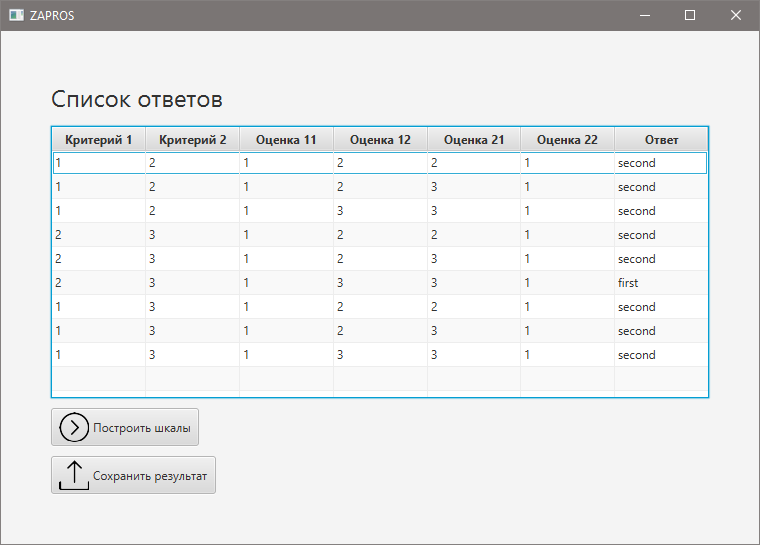 ZAPROS
Список ответов
Критерий 1 Критерий 2 Оценка 11 Оценка 12 Оценка 21 Оценка 22 Ответ
1 2 1 2 2 1 second
1 2 1 2 3 1 second
1 2 1 3 3 1 second
2 3 1 2 2 1 second
2 3 1 2 3 1 second
2 3 1 3 3 1 first
1 3 1 2 2 1 second
1 3 1 2 3 1 second
1 3 1 3 3 1 second
Построить шкалы
Сохранить результат